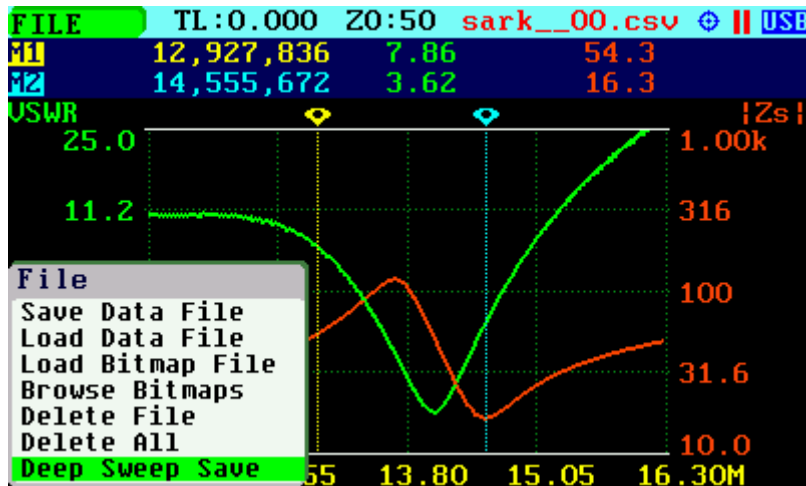 FILE TL:0.000 Z0:50 sark__00.csv USB
M1 12,927,836 7.86 54.3
M2 14,555,672 3.62 16.3
VSWR |Zs|
25.0 1.00k
11.2 316
File
100
Save Data File
Load Data File
Load Bitmap File
31.6
Browse Bitmaps
Delete File
Delete All
10.0
Deep Sweep Save 13.80 15.05 16.30M